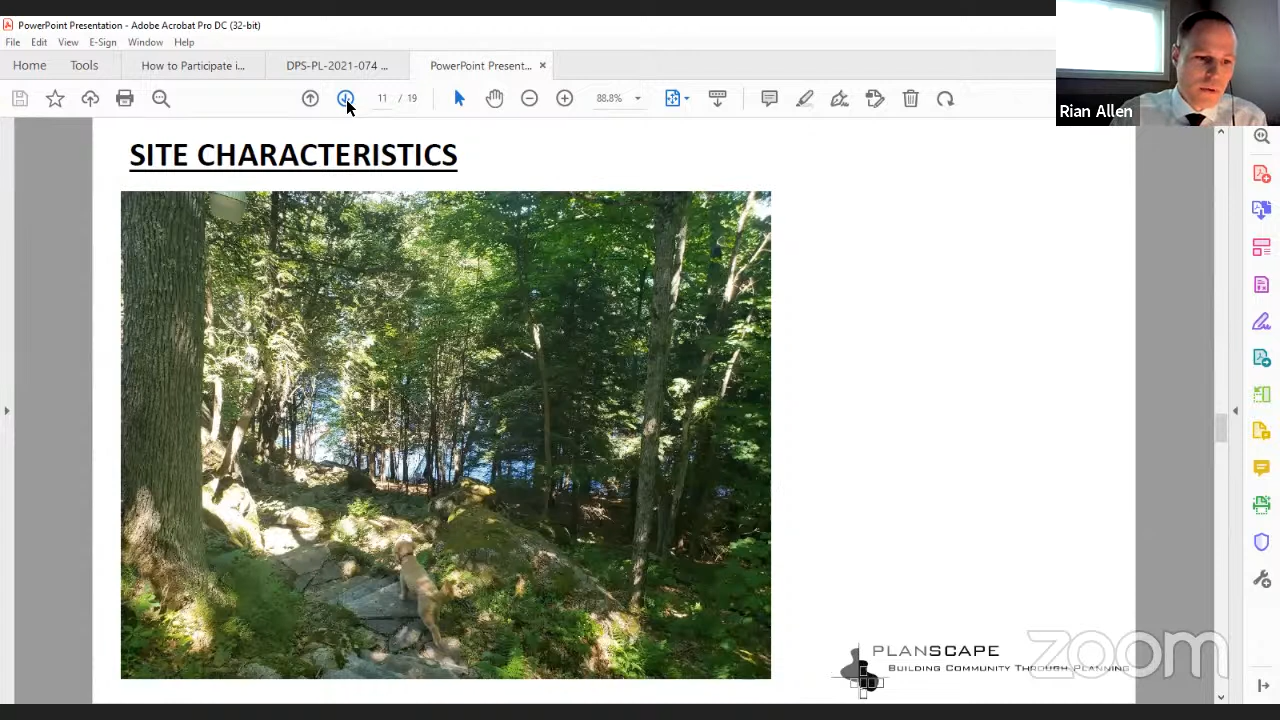 PowerPoint Presentation - Adobe Acrobat Pro DC (32-bit)
File Edit View E-Sign Window Help
Home Tools How to Participate i... DPS-PL-2021-074 ... PowerPoint Present... ×
11 / 19 88.8%
Rian Allen
SITE CHARACTERISTICS
PLANSCAPE
BUILDING COMMUNITY THROUGH PLANNING
zoom